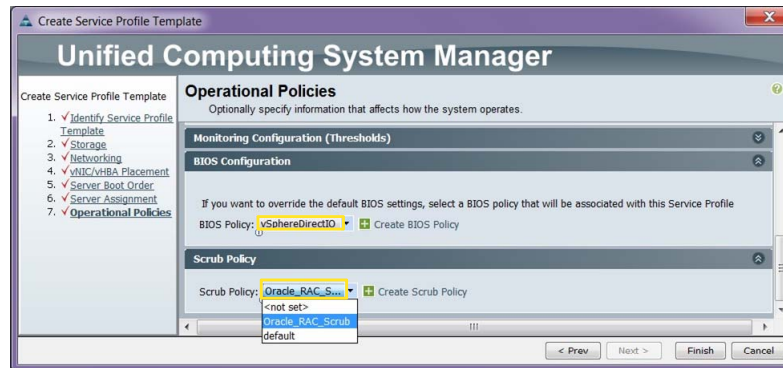 Create Service Profile Template
Unified Computing System Manager
Create Service Profile Template
1. √Identify Service Profile
Template
2. √Storage
3. √Networking
4. √vNIC/vHBA Placement
5. √Server Boot Order
6. √Server Assignment
7. √Operational Policies
Operational Policies
Optionally specify information that affects how the system operates.
Monitoring Configuration (Thresholds)
BIOS Configuration
If you want to override the default BIOS settings, select a BIOS policy that will be associated with this Service Profile
BIOS Policy: vSphereDirectIO Create BIOS Policy
Scrub Policy
Scrub Policy: Oracle_RAC_S... Create Scrub Policy
<not set>
Oracle_RAC_Scrub
default
< Prev Next > Finish Cancel